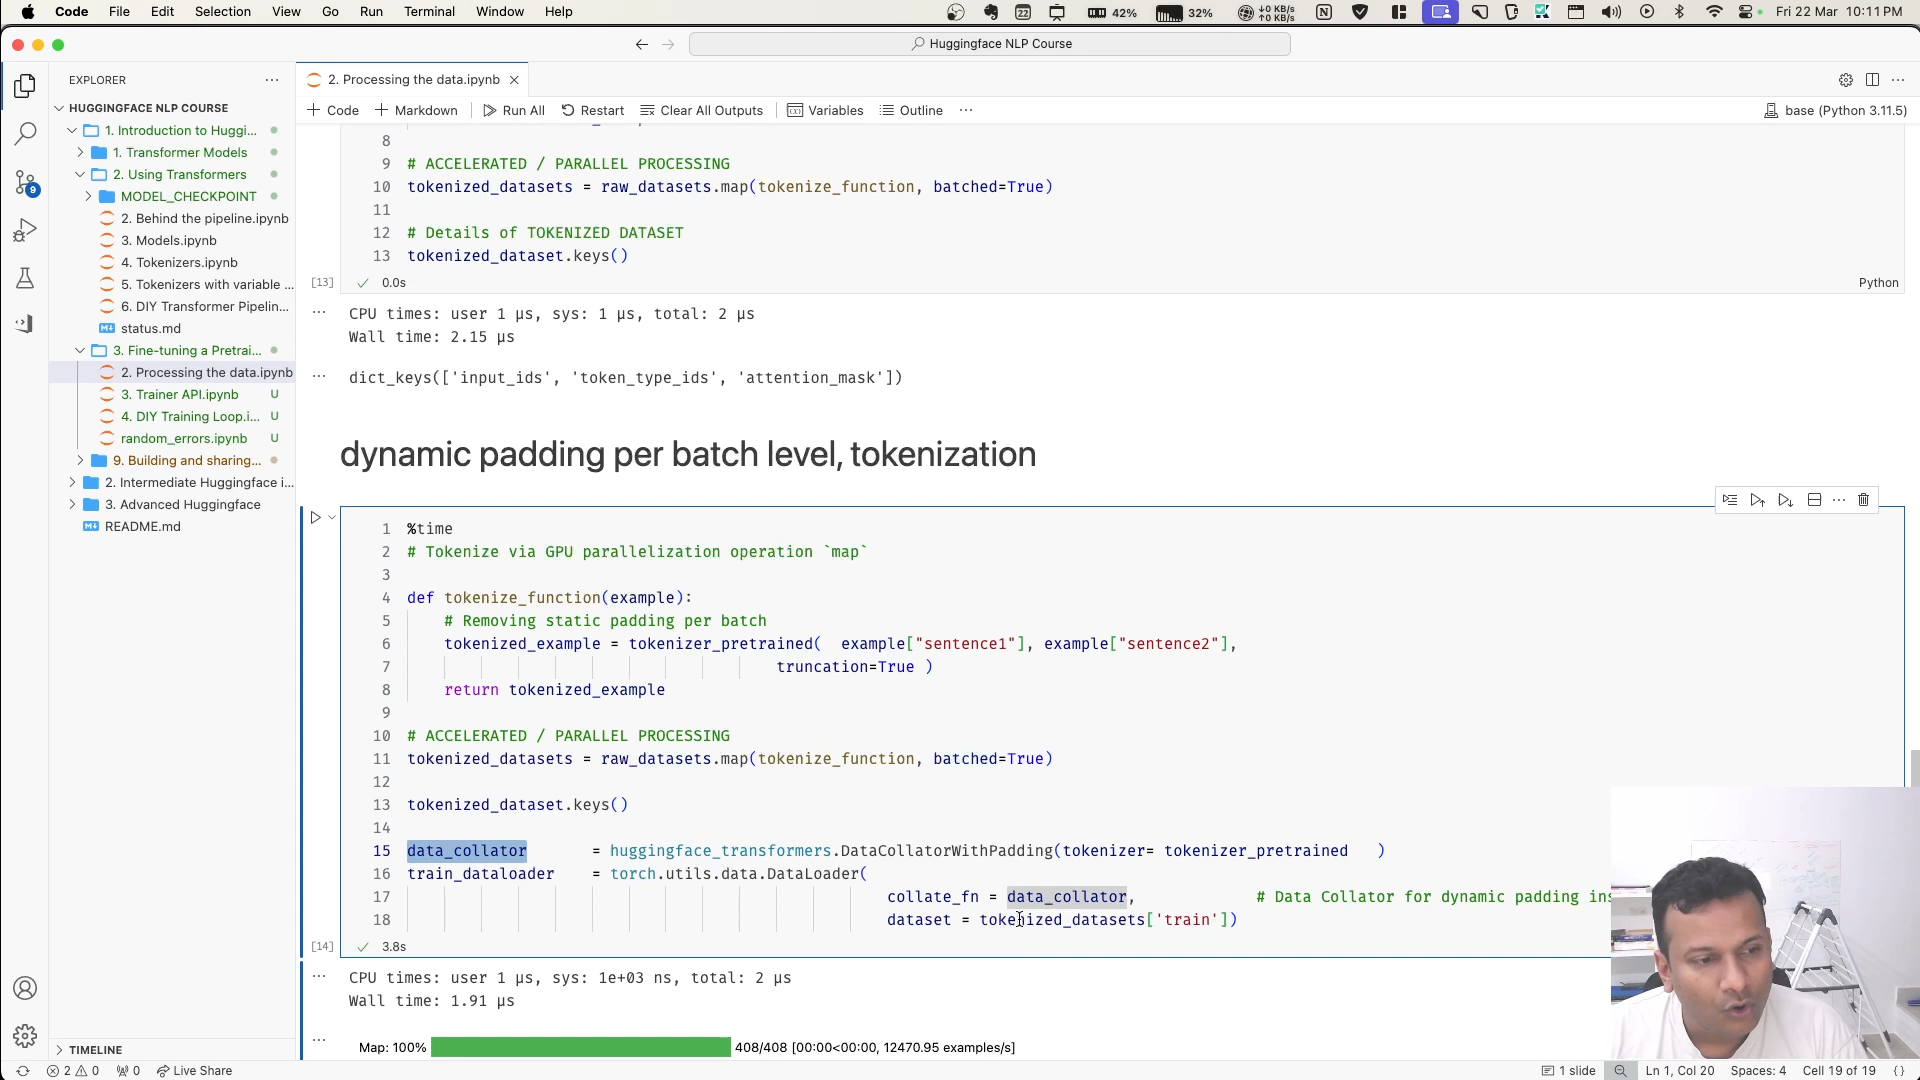 Code File Edit Selection View Go Run Terminal Window Help
22 42% 32% ↑0 KB/s ↓0 KB/s Fri 22 Mar 10:11 PM
Huggingface NLP Course
EXPLORER
HUGGINGFACE NLP COURSE
1. Introduction to Huggi...
1. Transformer Models
2. Using Transformers
MODEL_CHECKPOINT
2. Behind the pipeline.ipynb
3. Models.ipynb
4. Tokenizers.ipynb
5. Tokenizers with variable ...
6. DIY Transformer Pipelin...
status.md
3. Fine-tuning a Pretrai...
2. Processing the data.ipynb
3. Trainer API.ipynb U
4. DIY Training Loop.i... U
random_errors.ipynb U
9. Building and sharing...
2. Intermediate Huggingface i...
3. Advanced Huggingface
README.md
TIMELINE
9
2. Processing the data.ipynb
Code Markdown Run All Restart Clear All Outputs Variables Outline ... base (Python 3.11.5)
8
9 # ACCELERATED / PARALLEL PROCESSING
10 tokenized_datasets = raw_datasets.map(tokenize_function, batched=True)
11
12 # Details of TOKENIZED DATASET
13 tokenized_dataset.keys()
[13] 0.0s Python
CPU times: user 1 µs, sys: 1 µs, total: 2 µs
Wall time: 2.15 µs
dict_keys(['input_ids', 'token_type_ids', 'attention_mask'])
dynamic padding per batch level, tokenization
1 %time
2 # Tokenize via GPU parallelization operation `map`
3
4 def tokenize_function(example):
5 # Removing static padding per batch
6 tokenized_example = tokenizer_pretrained( example["sentence1"], example["sentence2"],
7 truncation=True )
8 return tokenized_example
9
10 # ACCELERATED / PARALLEL PROCESSING
11 tokenized_datasets = raw_datasets.map(tokenize_function, batched=True)
12
13 tokenized_dataset.keys()
14
15 data_collator = huggingface_transformers.DataCollatorWithPadding(tokenizer= tokenizer_pretrained )
16 train_dataloader = torch.utils.data.DataLoader(
17 collate_fn = data_collator, # Data Collator for dynamic padding ins
18 dataset = tokenized_datasets['train'])
[14] 3.8s
CPU times: user 1 µs, sys: 1e+03 ns, total: 2 µs
Wall time: 1.91 µs
Map: 100% 408/408 [00:00<00:00, 12470.95 examples/s]
2 0 0 Live Share 1 slide Ln 1, Col 20 Spaces: 4 Cell 19 of 19